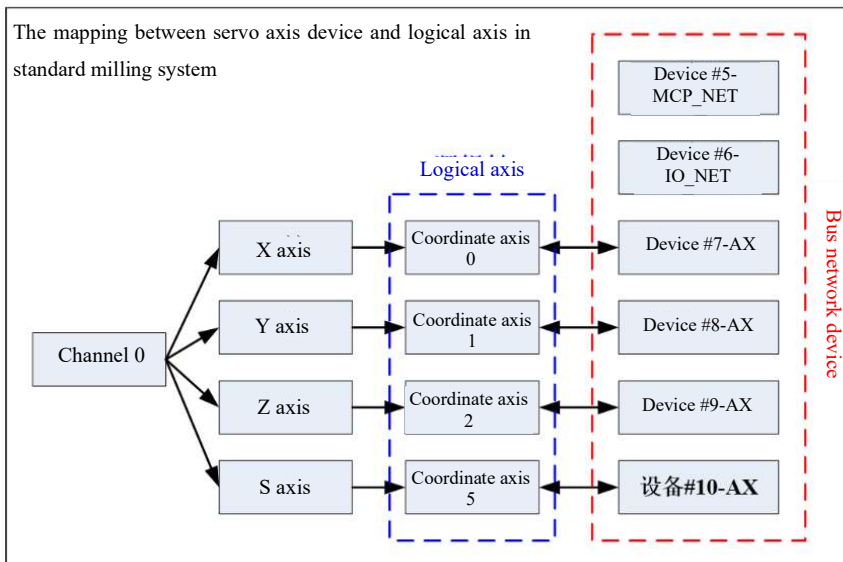 The mapping between servo axis device and logical axis in
standard milling system
Device #5-
MCP_NET
Device #6-
IO_NET
Logical axis
X axis
Coordinate axis
0
Device #7-AX
Y axis
Coordinate axis
1
Device #8-AX
Channel 0
Z axis
Coordinate axis
2
Device #9-AX
S axis
Coordinate axis
5
设备#10-AX
Bus network device